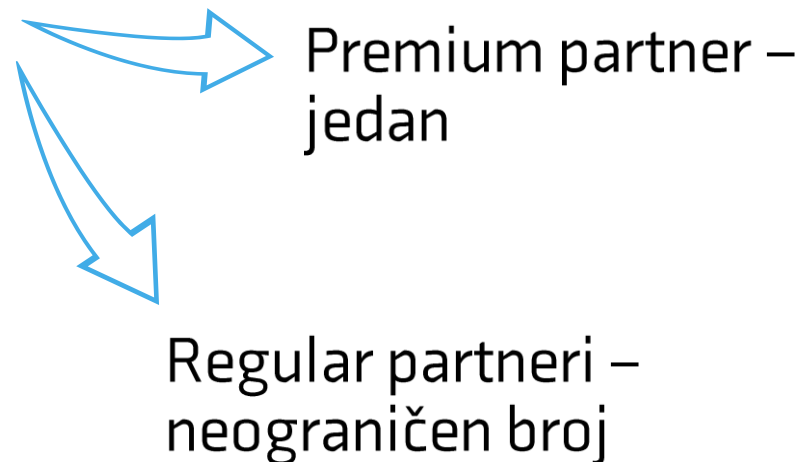 Premium partner –
jedan
Regular partneri –
neograničen broj